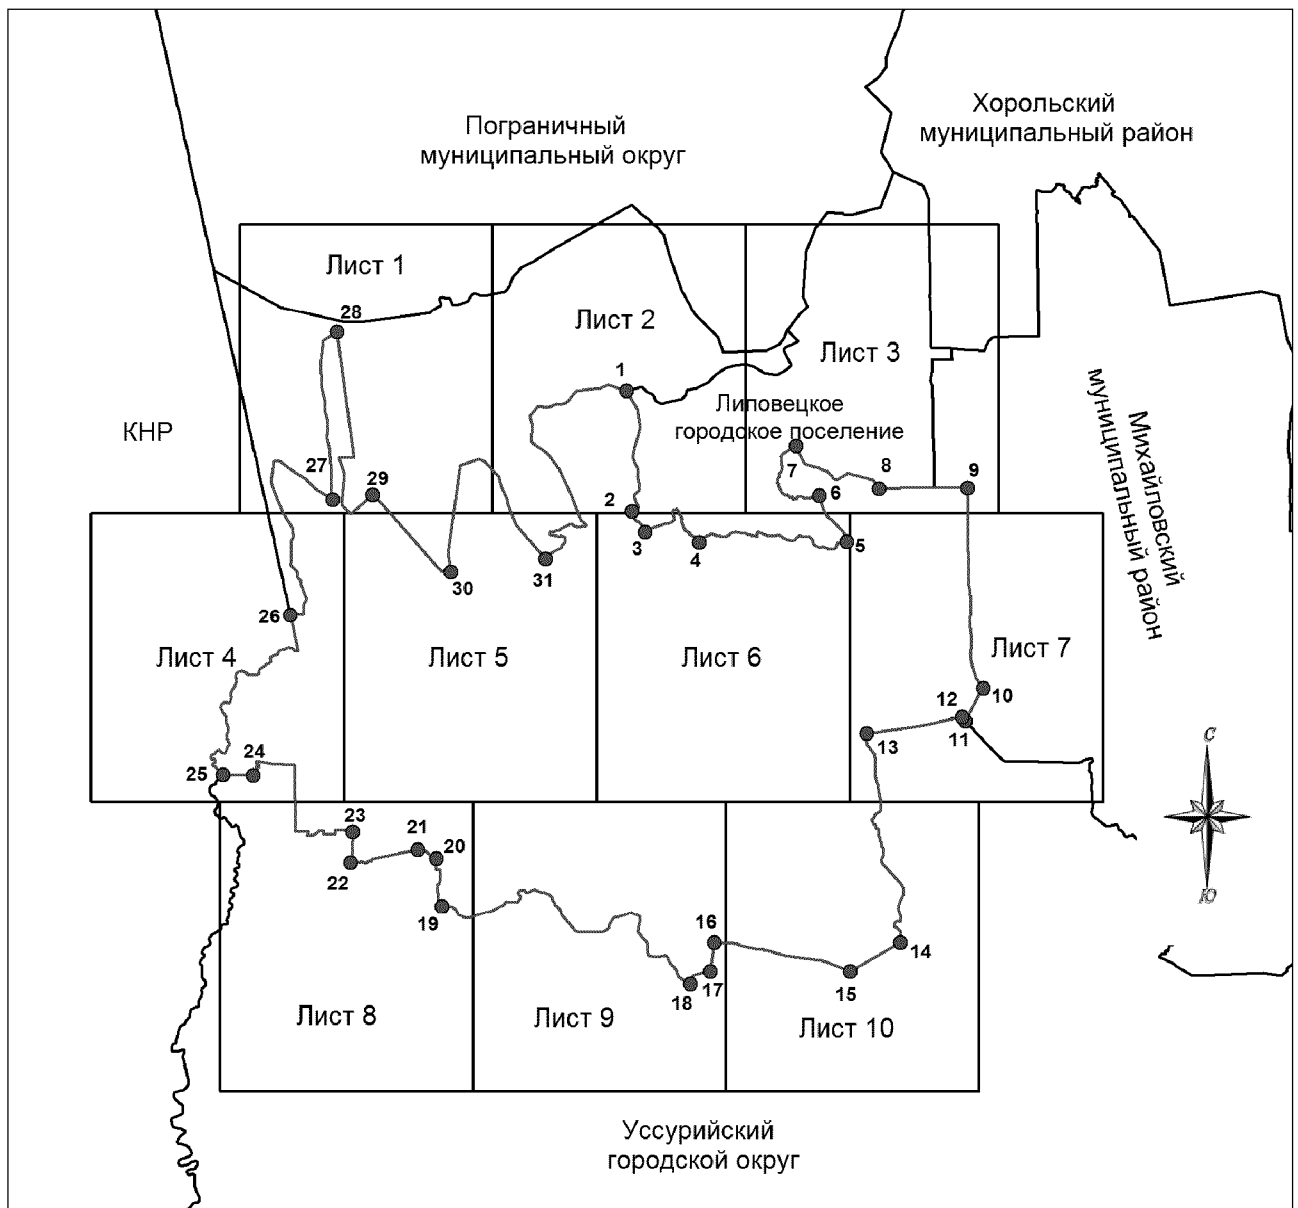 Пограничный
муниципальный округ
Хорольский
муниципальный район
Лист 1
28
Лист 2
Лист 3
1
Липовецкое
городское поселение
КНР
Михайловский
муниципальный район
7
8
9
27
29
6
2
3
4
5
31
30
26
Лист 4
Лист 5
Лист 6
Лист 7
10
12
11
13
С
25
24
23
21
20
22
19
Ю
16
14
17
18
15
Лист 8
Лист 9
Лист 10
Уссурийский
городской округ